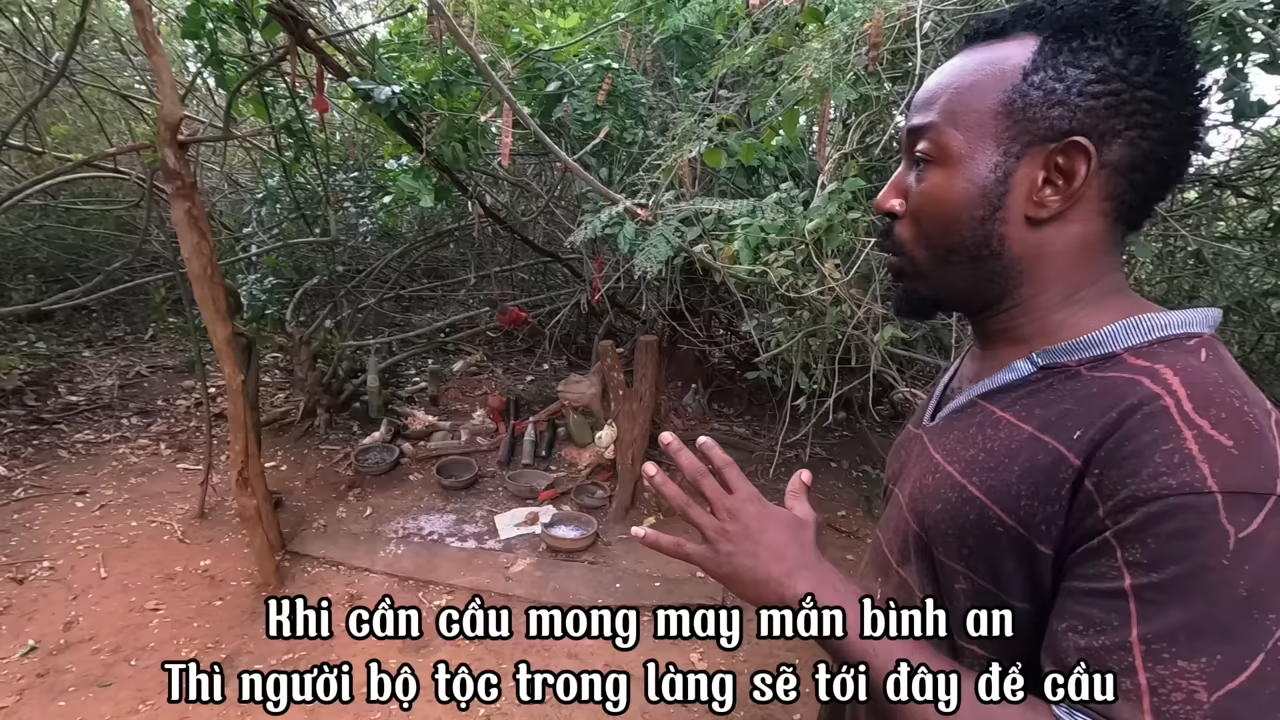 Khi cần cầu mong may mắn bình an
Thì người bộ tộc trong làng sẽ tới đây để cầu